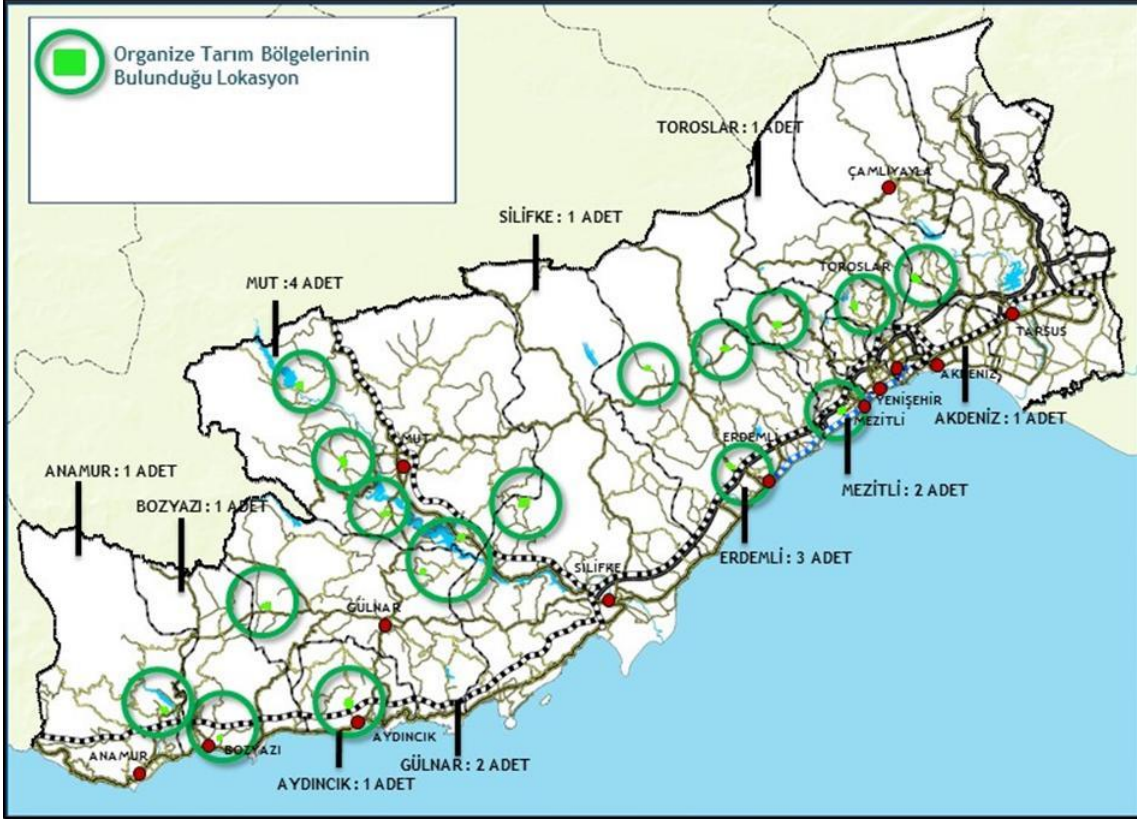 Organize Tarım Bölgelerinin
Bulunduğu Lokasyon
TOROSLAR : 1 ADET
ÇAMLIYAYLA
SİLİFKE : 1 ADET
TOROSLAR
MUT :4 ADET
TARSUS
AKDENİZ
YENİŞEHİR
AKDENİZ : 1 ADET
MEZİTLİ
ERDEMLİ
MUT
ANAMUR : 1 ADET
MEZİTLİ : 2 ADET
BOZYAZI : 1 ADET
ERDEMLİ : 3 ADET
SİLİFKE
GÜLNAR
AYDINCIK
BOZYAZI
ANAMUR
GÜLNAR : 2 ADET
AYDINCIK : 1 ADET